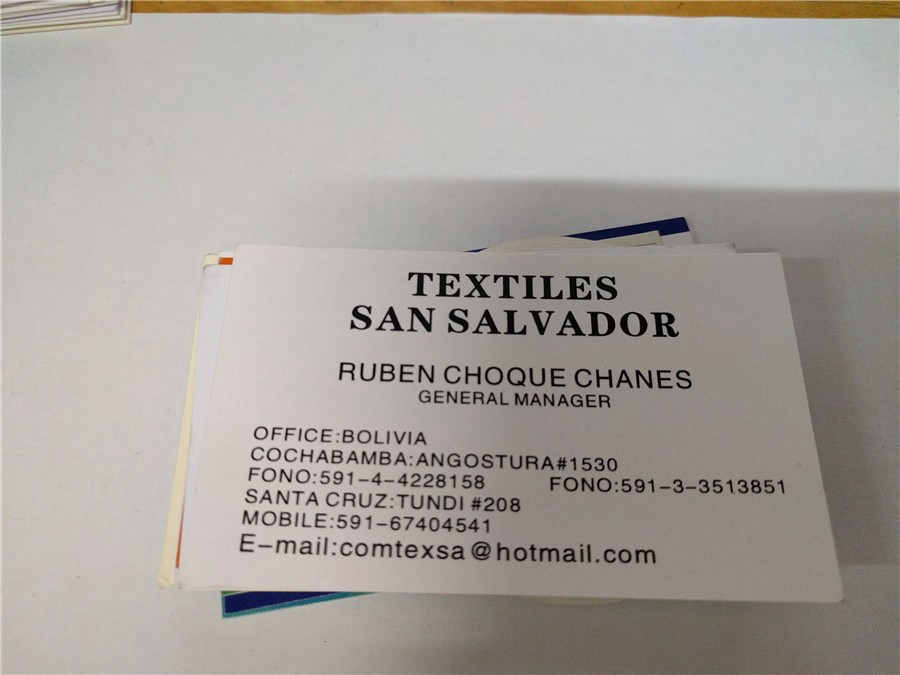 TEXTILES
SAN SALVADOR
RUBEN CHOQUE CHANES
GENERAL MANAGER
OFFICE:BOLIVIA
COCHABAMBA:ANGOSTURA#1530
FONO:591-4-4228158 FONO:591-3-3513851
SANTA CRUZ:TUNDI #208
MOBILE:591-67404541
E-mail:comtexsa@hotmail.com